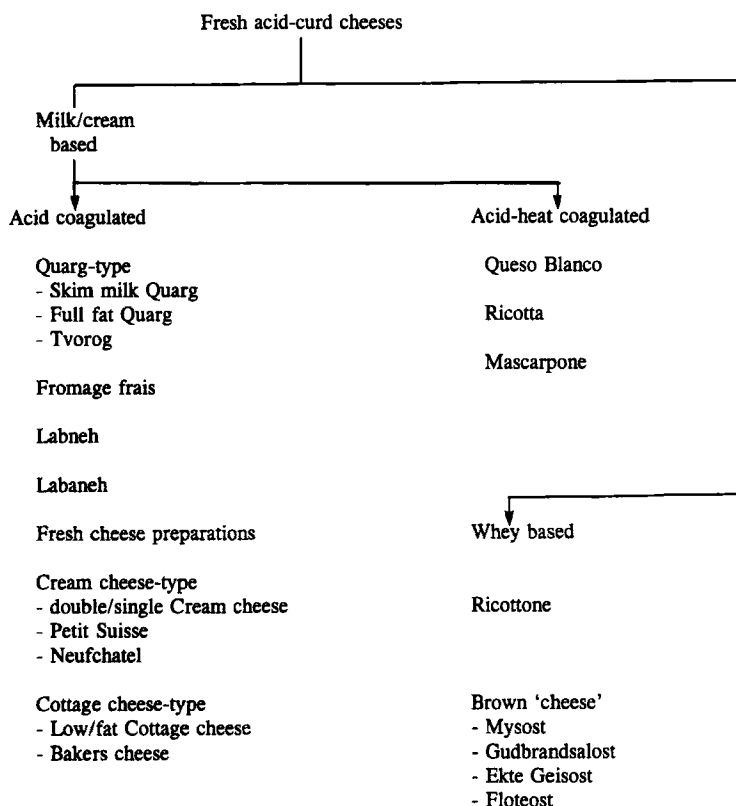 Fresh acid-curd cheeses
Milk/cream
based
Acid coagulated
Quarg-type
- Skim milk Quarg
- Full fat Quarg
- Tvorog
Fromage frais
Labneh
Labaneh
Fresh cheese preparations
Cream cheese-type
- double/single Cream cheese
- Petit Suisse
- Neufchatel
Cottage cheese-type
- Low/fat Cottage cheese
- Bakers cheese
Acid-heat coagulated
Queso Blanco
Ricotta
Mascarpone
Whey based
Ricottone
Brown ‘cheese’
- Mysost
- Gudbrandsalost
- Ekte Geisost
- Floteost